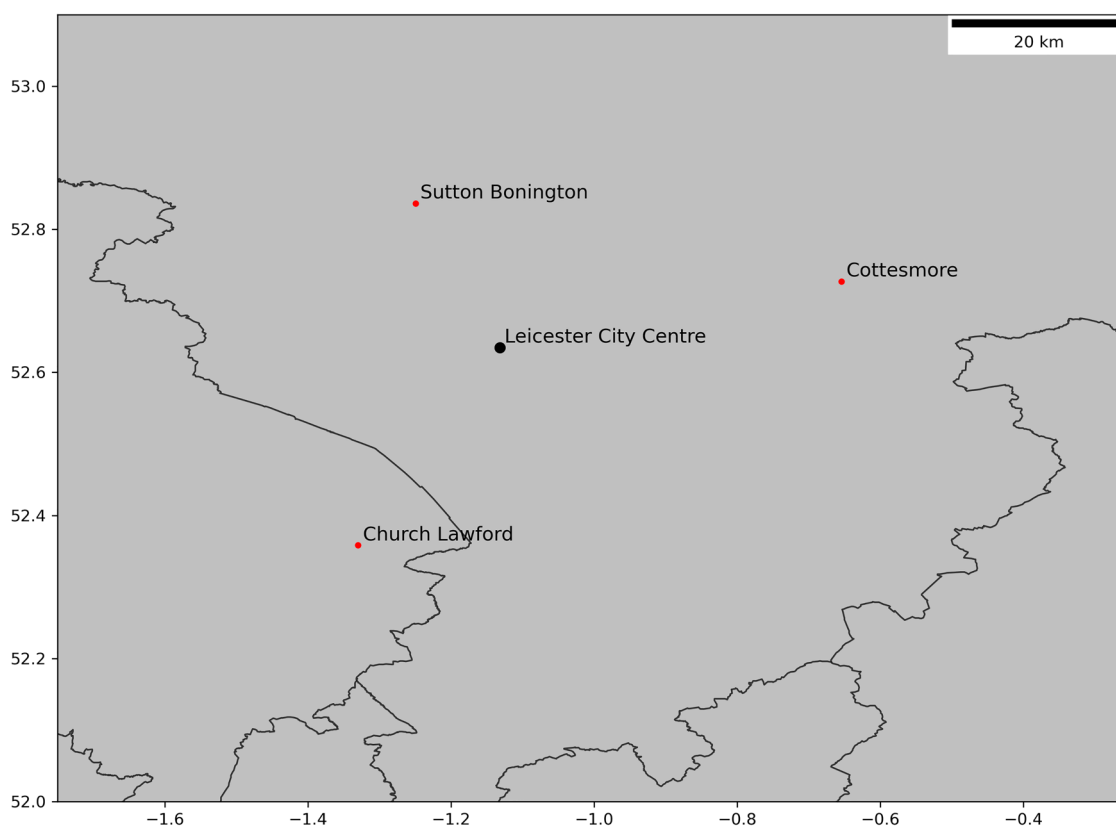 20 km
53.0
52.8
52.6
52.4
52.2
52.0
Sutton Bonington
Cottesmore
Leicester City Centre
Church Lawford
−1.6
−1.4
−1.2
−1.0
−0.8
−0.6
−0.4